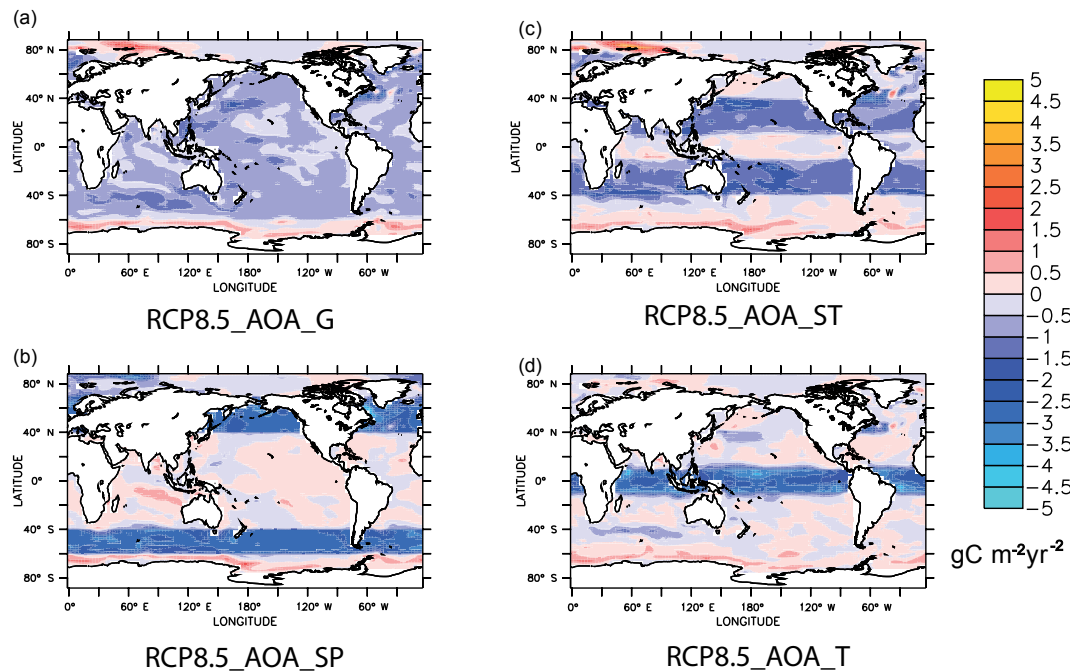 (a)
80° N
40° N
0°
40° S
80° S
LATITUDE
0° 60° E 120° E 180° 120° W 60° W
LONGITUDE
RCP8.5_AOA_G
(c)
80° N
40° N
0°
40° S
80° S
LATITUDE
0° 60° E 120° E 180° 120° W 60° W
LONGITUDE
RCP8.5_AOA_ST
(b)
80° N
40° N
0°
40° S
80° S
LATITUDE
0° 60° E 120° E 180° 120° W 60° W
LONGITUDE
RCP8.5_AOA_SP
(d)
80° N
40° N
0°
40° S
80° S
LATITUDE
0° 60° E 120° E 180° 120° W 60° W
LONGITUDE
RCP8.5_AOA_T
5
4.5
4
3.5
3
2.5
2
1.5
1
0.5
0
−0.5
−1
−1.5
−2
−2.5
−3
−3.5
−4
−4.5
−5
gC m⁻²yr⁻²